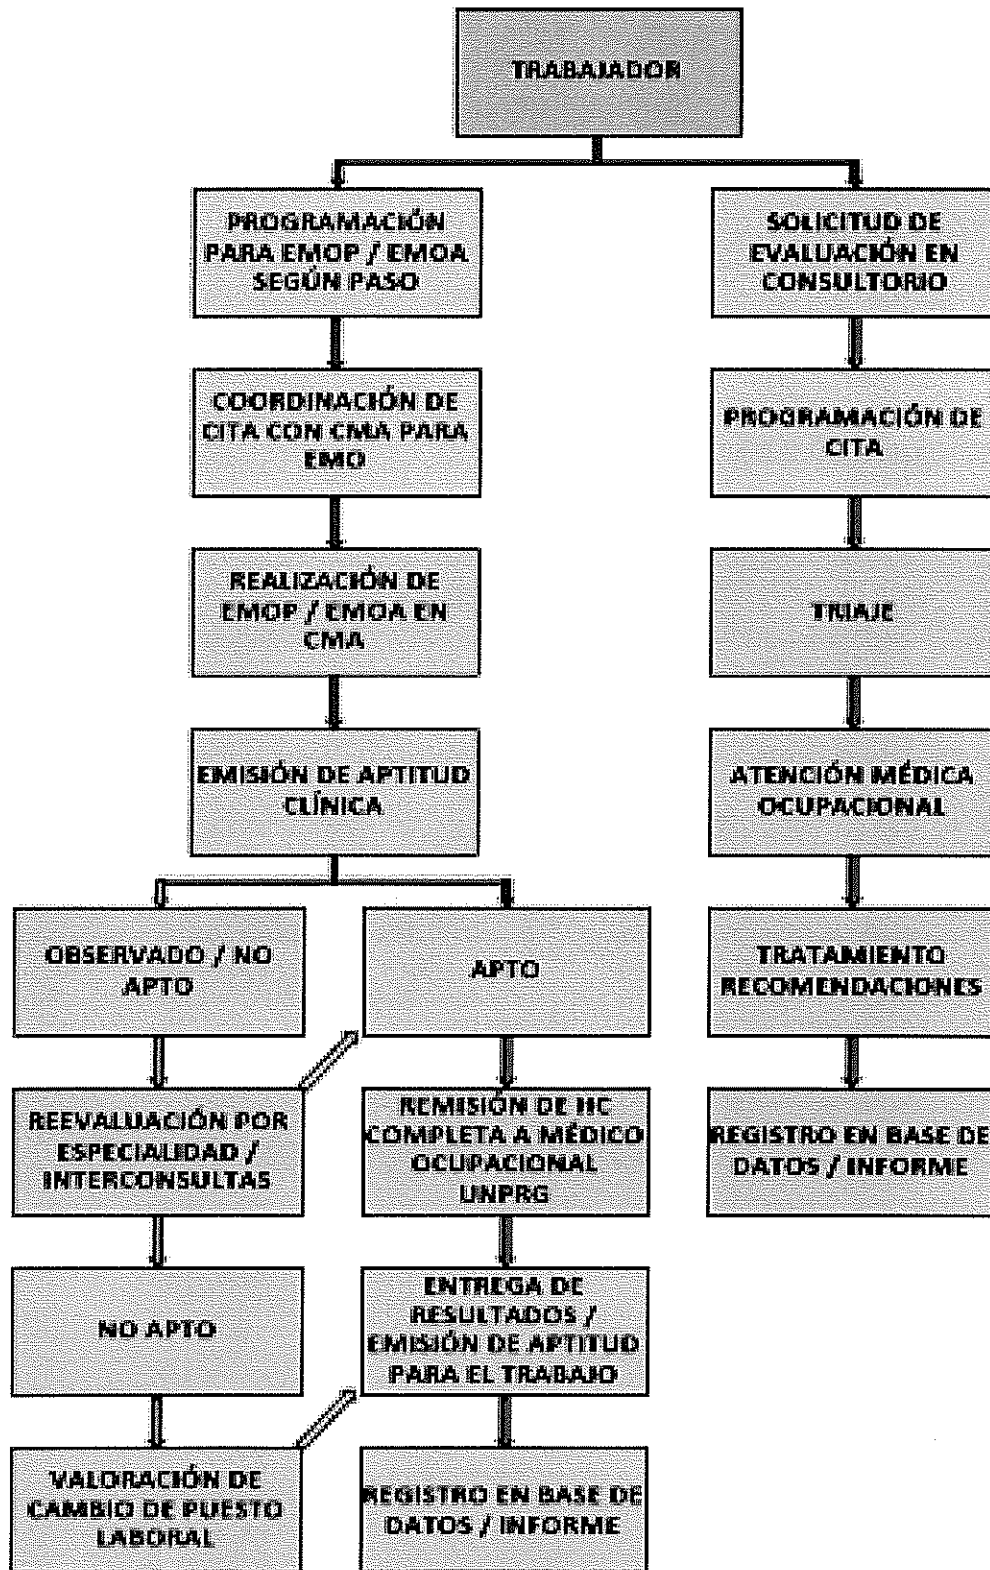 TRABAJADOR
PROGRAMACIÓN
PARA EMOP / EMOA
SEGÚN PASO
COORDINACIÓN DE
CITA CON CMA PARA
EMO
REALIZACIÓN DE
EMOP / EMOA EN
CMA
EMISIÓN DE APTITUD
CLÍNICA
OBSERVADO / NO
APTO
REEVALUACIÓN POR
ESPECIALIDAD /
INTERCONSULTAS
NO APTO
VALORACIÓN DE
CAMBIO DE PUESTO
LABORAL
APTO
REMISIÓN DE HC
COMPLETA A MÉDICO
OCUPACIONAL
UNPRG
ENTREGA DE
RESULTADOS /
EMISIÓN DE APTITUD
PARA EL TRABAJO
REGISTRO EN BASE DE
DATOS / INFORME
SOLICITUD DE
EVALUACIÓN EN
CONSULTORIO
PROGRAMACIÓN DE
CITA
TRIAJE
ATENCIÓN MÉDICA
OCUPACIONAL
TRATAMIENTO
RECOMENDACIONES
REGISTRO EN BASE DE
DATOS / INFORME